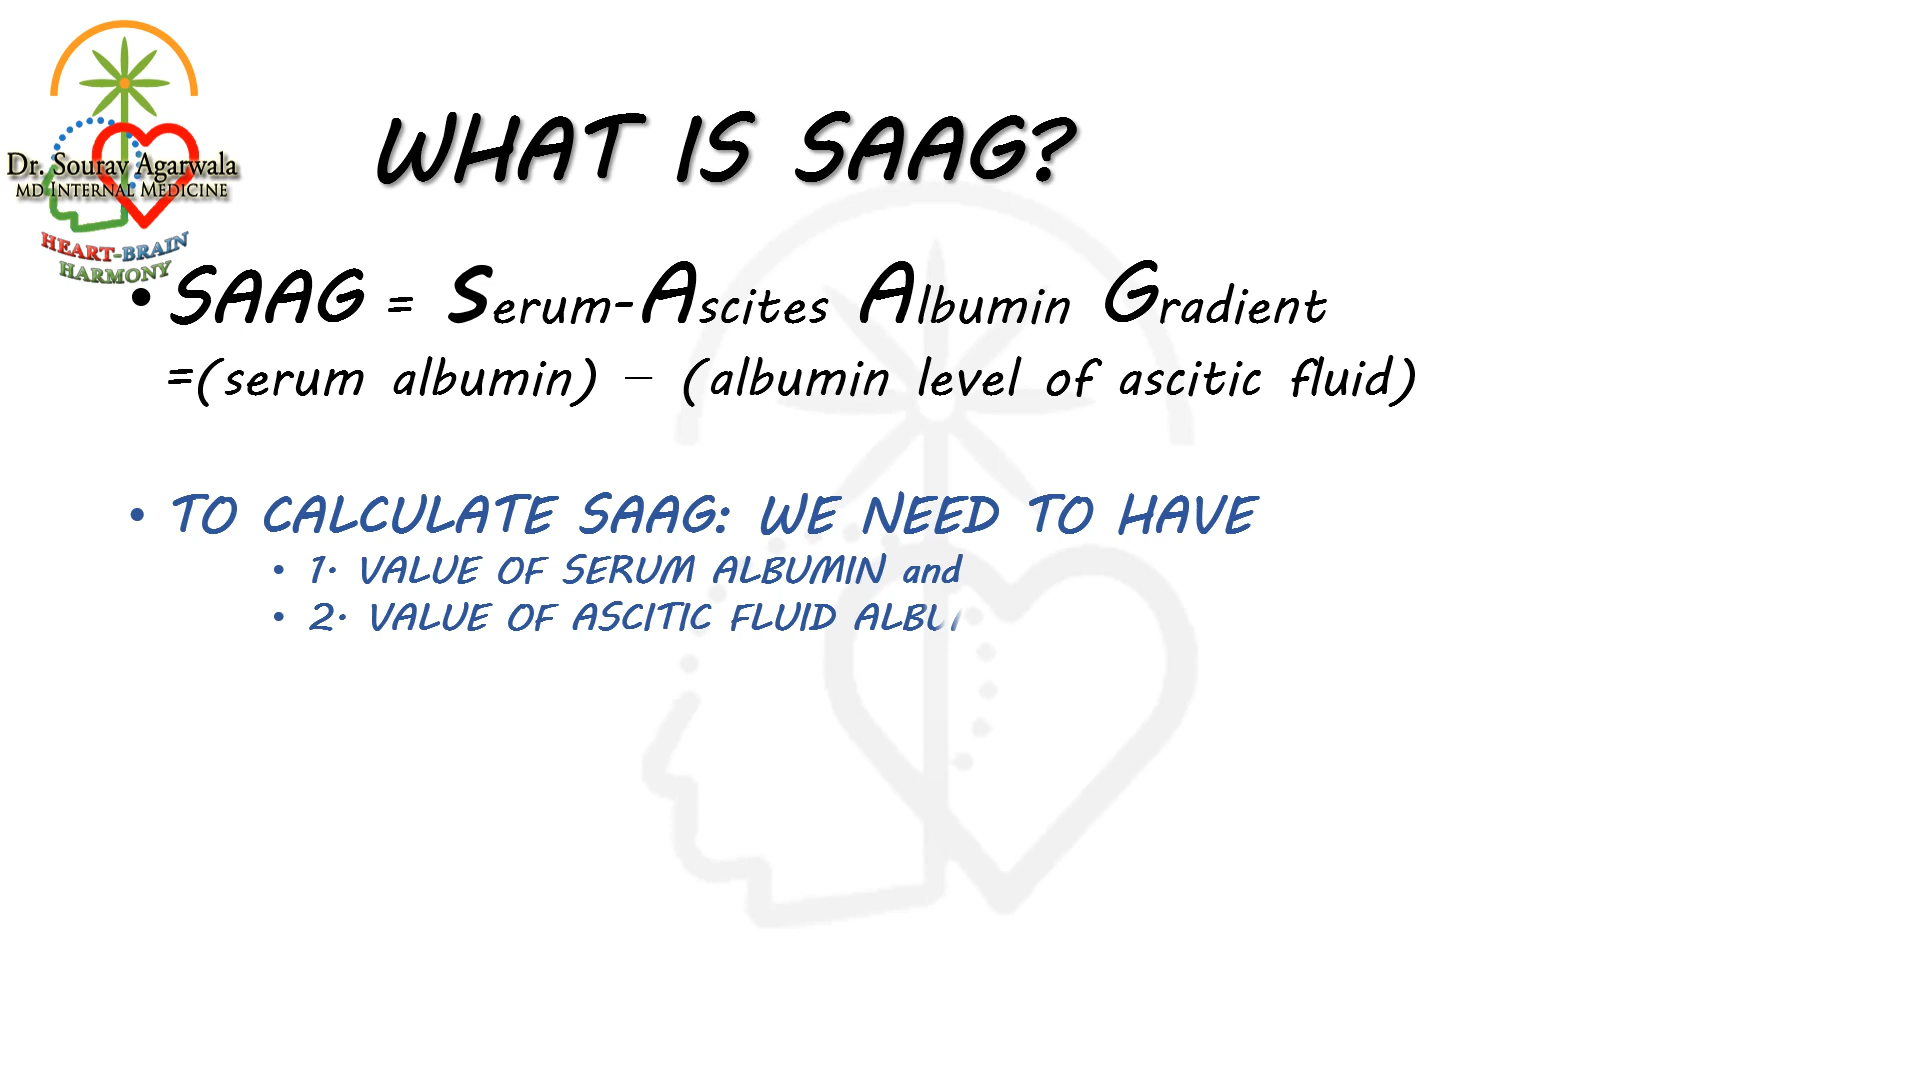 Dr. Sourav Agarwala
MD INTERNAL MEDICINE
HEART-BRAIN
HARMONY
WHAT IS SAAG?
• SAAG = Serum-Ascites Albumin Gradient
=(serum albumin) – (albumin level of ascitic fluid)
• TO CALCULATE SAAG: WE NEED TO HAVE
• 1. VALUE OF SERUM ALBUMIN and
• 2. VALUE OF ASCITIC FLUID